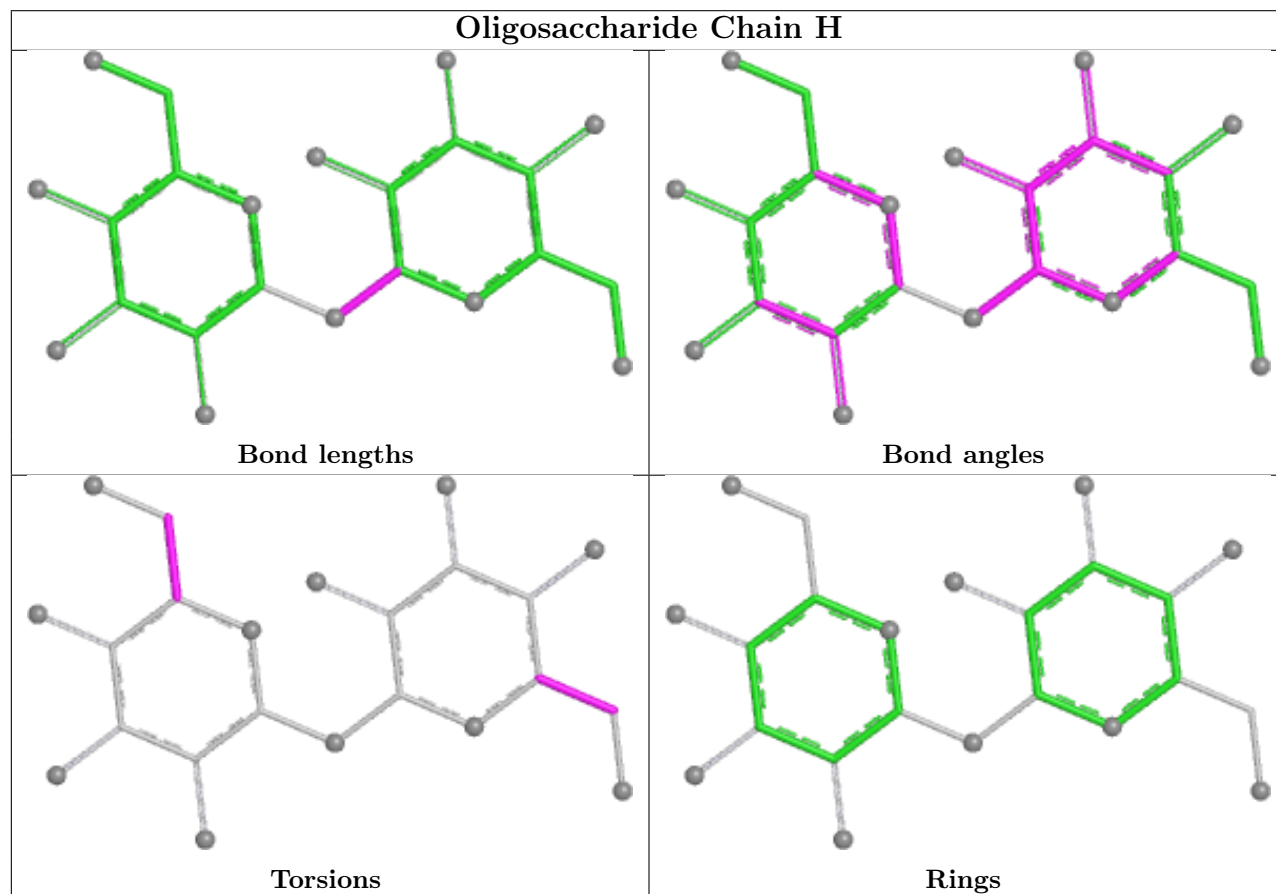 Oligosaccharide Chain H
Bond lengths
Bond angles
Torsions
Rings